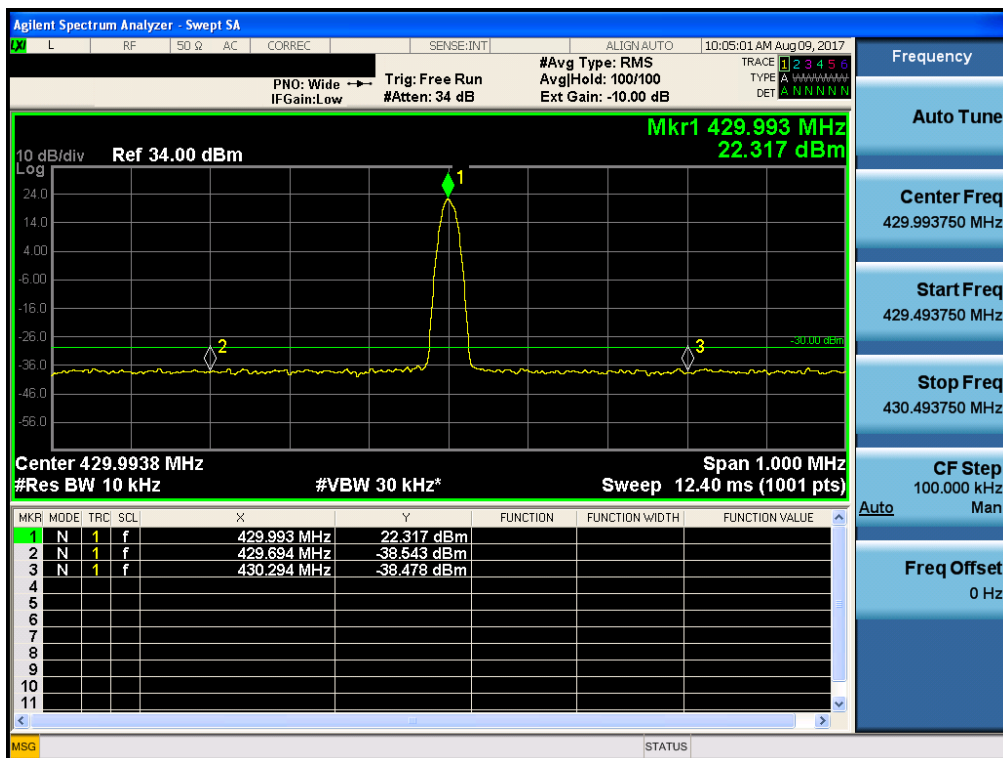 Agilent Spectrum Analyzer - Swept SA
LXI L RF 50 Ω AC CORREC SENSE:INT ALIGN AUTO 10:05:01 AM Aug 09, 2017
Frequency
PNO: Wide
IFGain:Low
Trig: Free Run
#Atten: 34 dB
#Avg Type: RMS
Avg|Hold: 100/100
Ext Gain: -10.00 dB
TRACE 1 2 3 4 5 6
TYPE A WWWWW
DET A N N N N N
Mkr1 429.993 MHz
22.317 dBm
10 dB/div Ref 34.00 dBm
Log
24.0
14.0
4.00
-6.00
-16.0
-26.0
-36.0
-46.0
-56.0
1
2
3
-30.00 dBm
Center 429.9938 MHz Span 1.000 MHz
#Res BW 10 kHz #VBW 30 kHz* Sweep 12.40 ms (1001 pts)
MKR MODE TRC SCL X Y FUNCTION FUNCTION WIDTH FUNCTION VALUE
1 N 1 f 429.993 MHz 22.317 dBm
2 N 1 f 429.694 MHz -38.543 dBm
3 N 1 f 430.294 MHz -38.478 dBm
4
5
6
7
8
9
10
11
MSG STATUS
Auto Tune
Center Freq
429.993750 MHz
Start Freq
429.493750 MHz
Stop Freq
430.493750 MHz
CF Step
100.000 kHz
Auto Man
Freq Offset
0 Hz